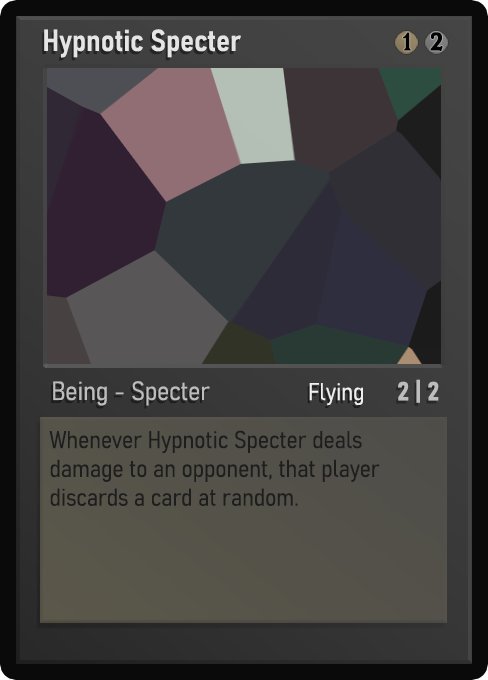 Hypnotic Specter 1 2
Being - Specter Flying 2|2
Whenever Hypnotic Specter deals
damage to an opponent, that player
discards a card at random.